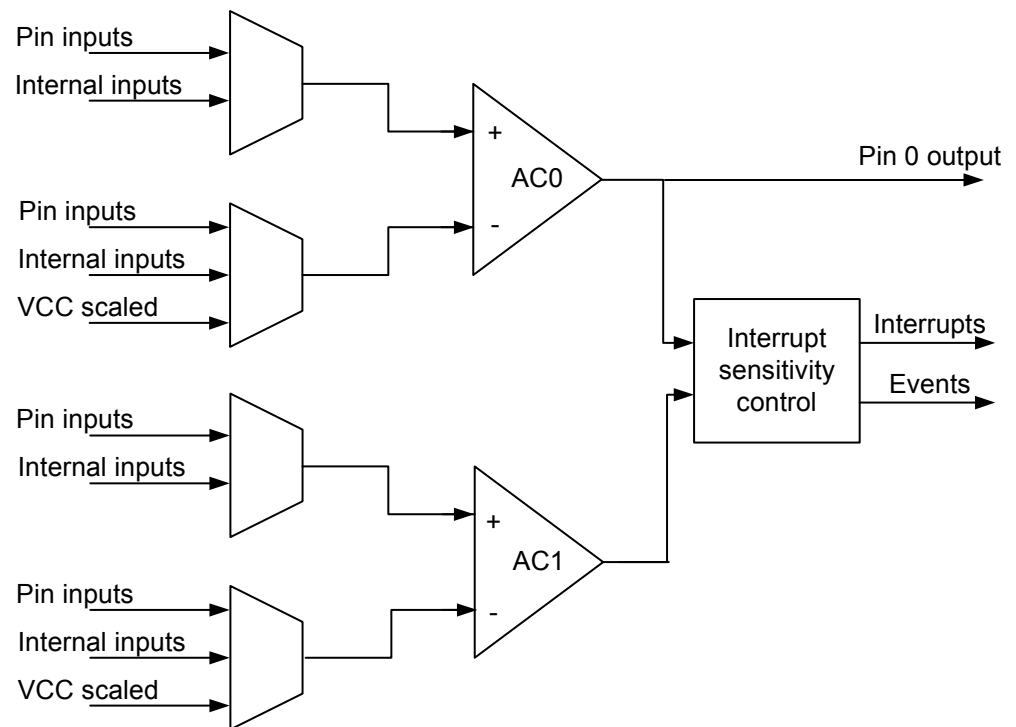 Pin inputs
Internal inputs
+
AC0
-
Pin 0 output
Pin inputs
Internal inputs
VCC scaled
Interrupt
sensitivity
control
Interrupts
Events
Pin inputs
Internal inputs
+
AC1
-
Pin inputs
Internal inputs
VCC scaled